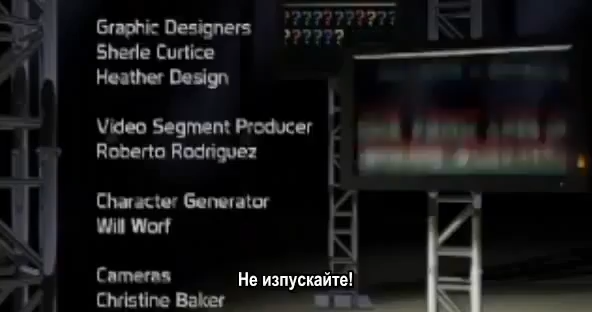 Graphic Designers
Sherle Curtice
Heather Design
Video Segment Producer
Roberto Rodriguez
Character Generator
Will Worf
Cameras
Christine Baker
????????????
??????
Не изпускайте!